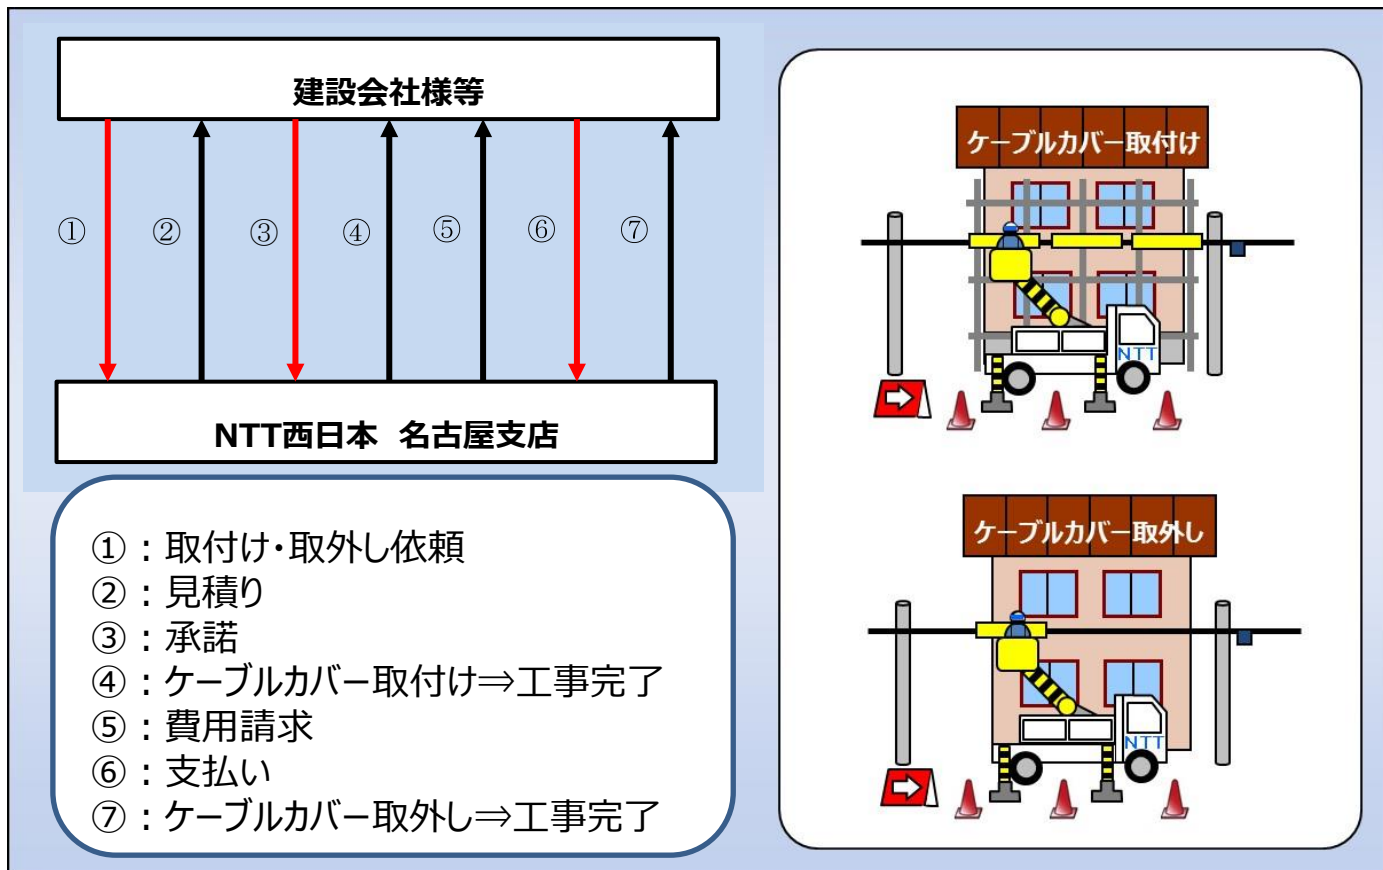 建設会社様等
①
②
③
④
⑤
⑥
⑦
NTT西日本 名古屋支店
①：取付け・取外し依頼
②：見積り
③：承諾
④：ケーブルカバー取付け⇒工事完了
⑤：費用請求
⑥：支払い
⑦：ケーブルカバー取外し⇒工事完了
ケーブルカバー取付け
NTT
ケーブルカバー取外し
NTT